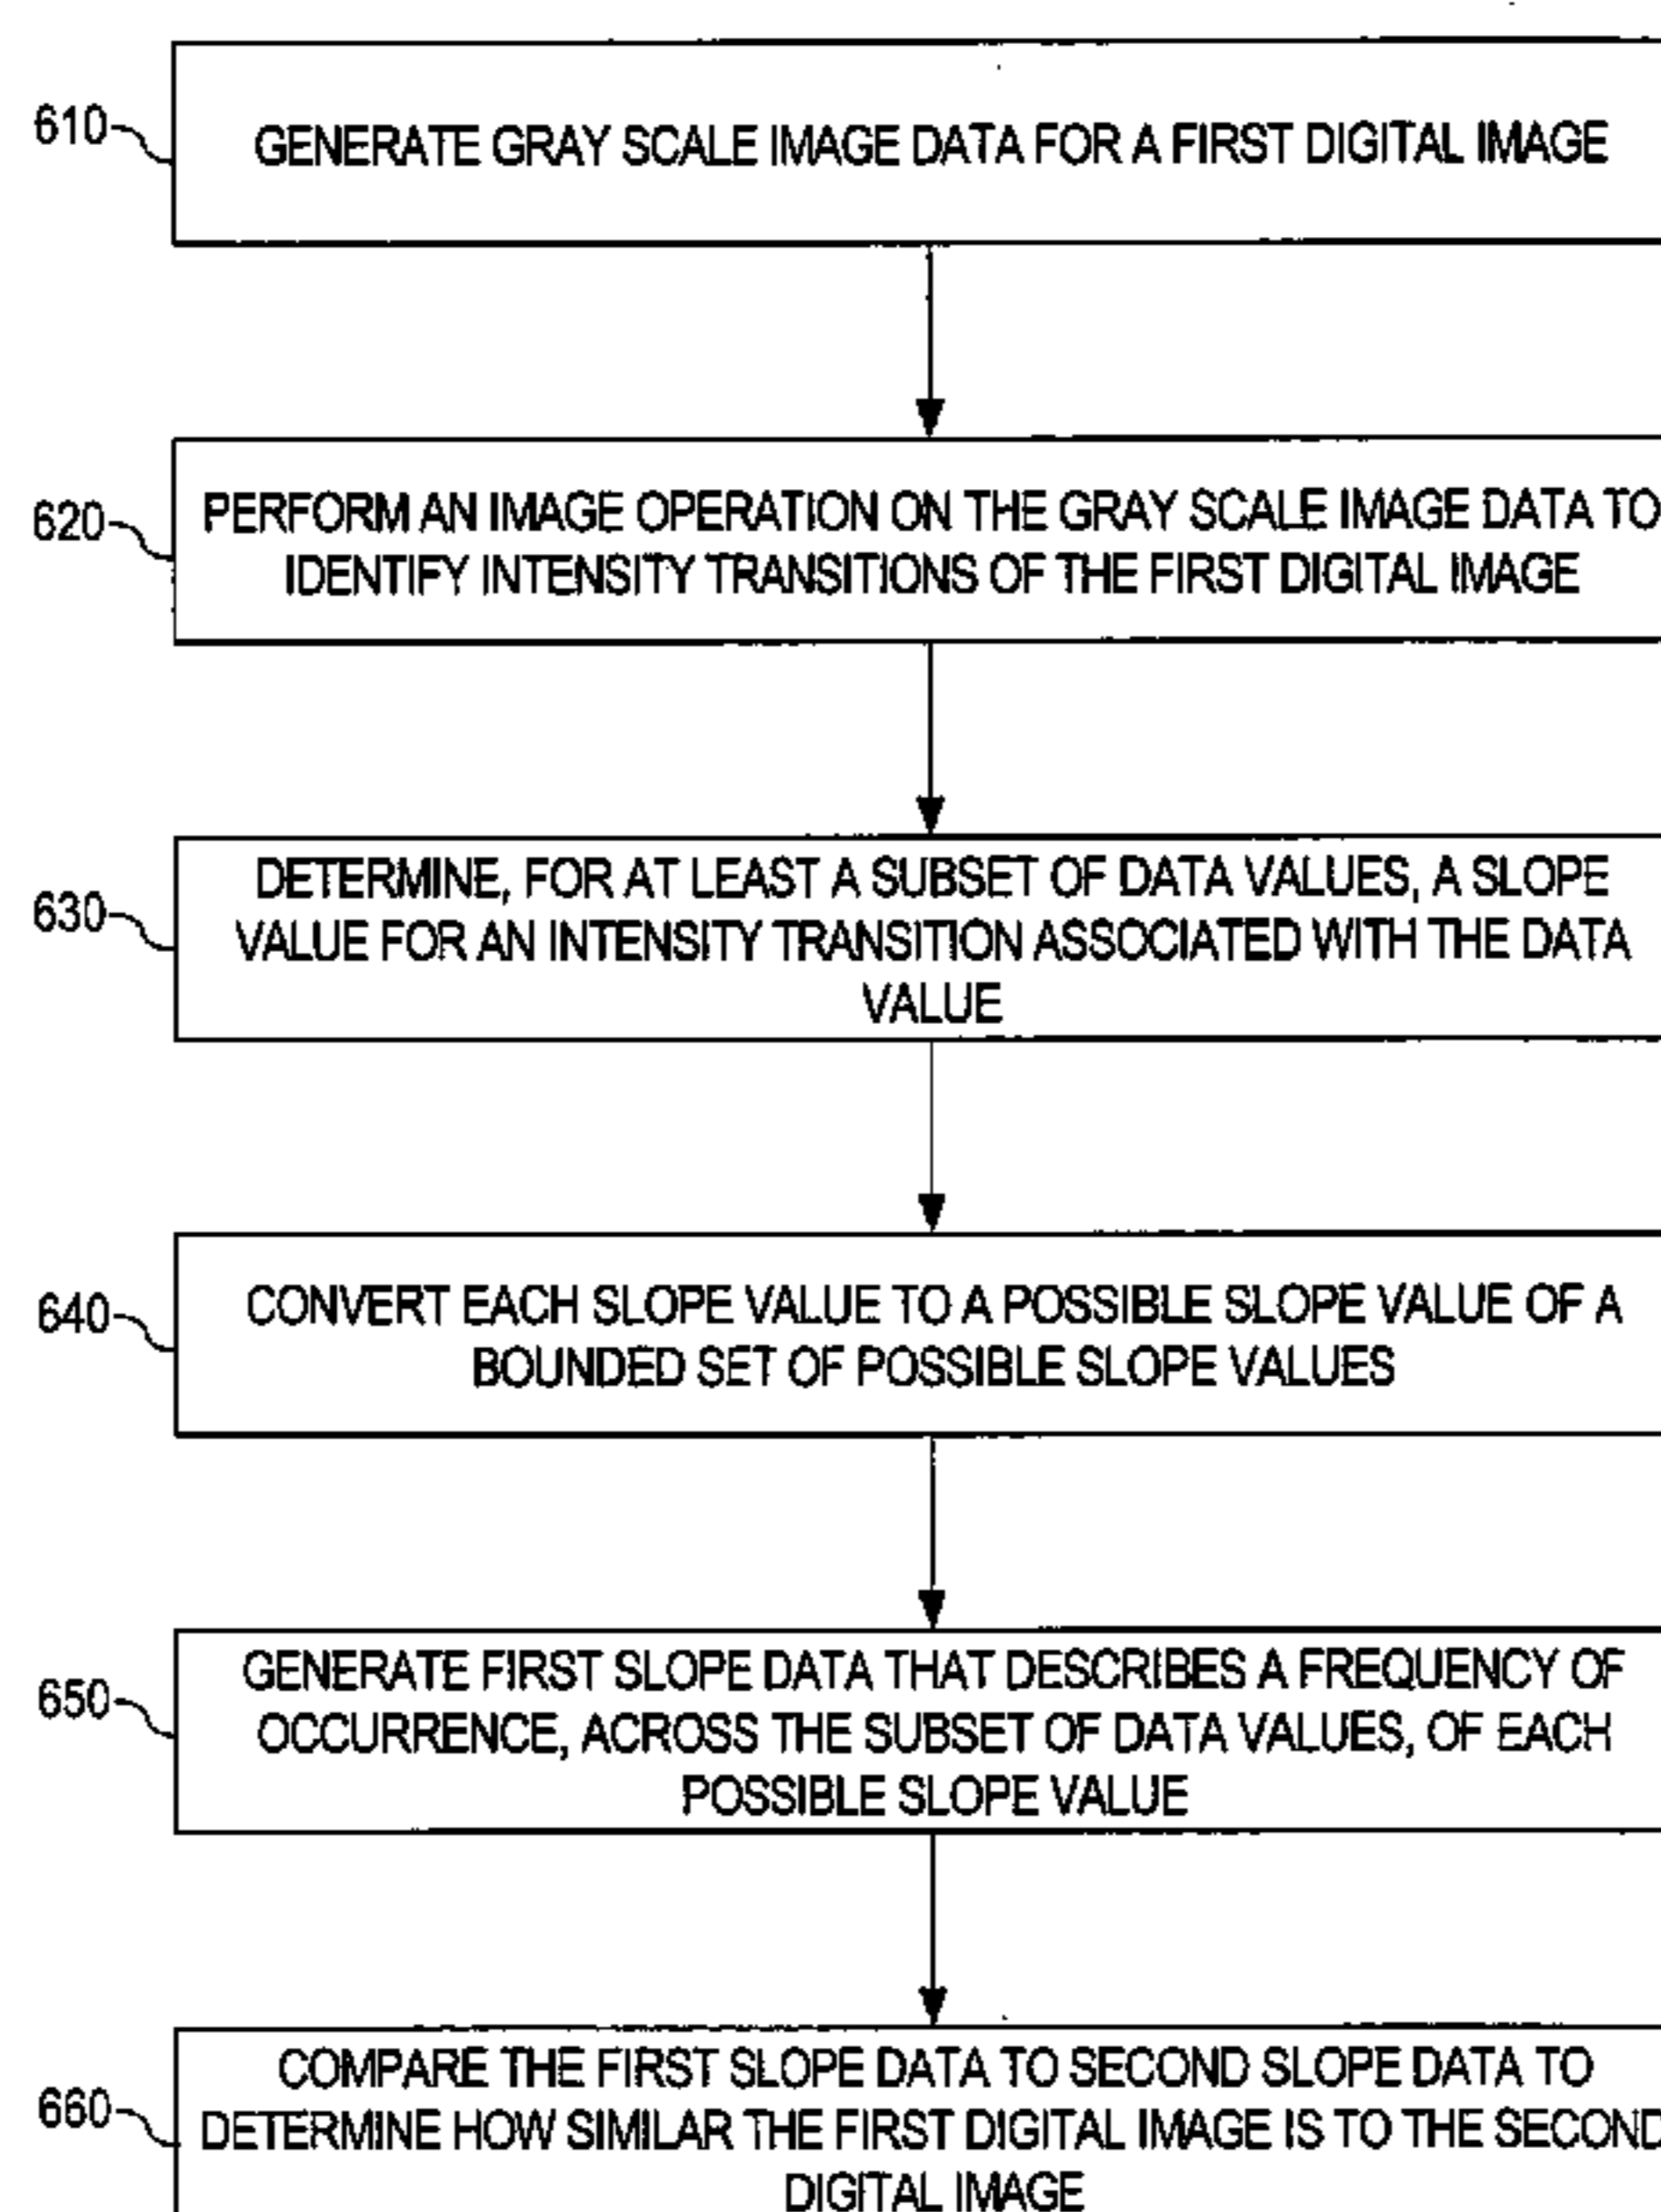 610
GENERATE GRAY SCALE IMAGE DATA FOR A FIRST DIGITAL IMAGE
620
PERFORM AN IMAGE OPERATION ON THE GRAY SCALE IMAGE DATA TO
IDENTIFY INTENSITY TRANSITIONS OF THE FIRST DIGITAL IMAGE
630
DETERMINE, FOR AT LEAST A SUBSET OF DATA VALUES, A SLOPE
VALUE FOR AN INTENSITY TRANSITION ASSOCIATED WITH THE DATA
VALUE
640
CONVERT EACH SLOPE VALUE TO A POSSIBLE SLOPE VALUE OF A
BOUNDED SET OF POSSIBLE SLOPE VALUES
650
GENERATE FIRST SLOPE DATA THAT DESCRIBES A FREQUENCY OF
OCCURRENCE, ACROSS THE SUBSET OF DATA VALUES, OF EACH
POSSIBLE SLOPE VALUE
660
COMPARE THE FIRST SLOPE DATA TO SECOND SLOPE DATA TO
DETERMINE HOW SIMILAR THE FIRST DIGITAL IMAGE IS TO THE SECOND
DIGITAL IMAGE